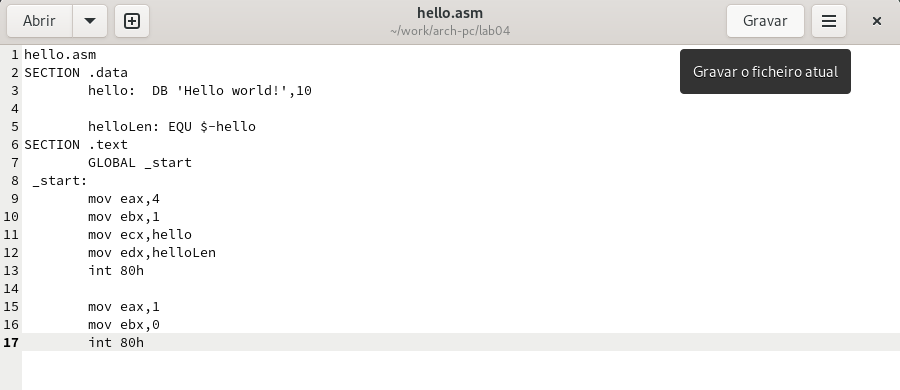 Abrir
hello.asm
~/work/arch-pc/lab04
Gravar
Gravar o ficheiro atual
1 hello.asm
2 SECTION .data
3         hello:  DB 'Hello world!',10
4
5         helloLen: EQU $-hello
6 SECTION .text
7         GLOBAL _start
8  _start:
9         mov eax,4
10         mov ebx,1
11         mov ecx,hello
12         mov edx,helloLen
13         int 80h
14
15         mov eax,1
16         mov ebx,0
17         int 80h